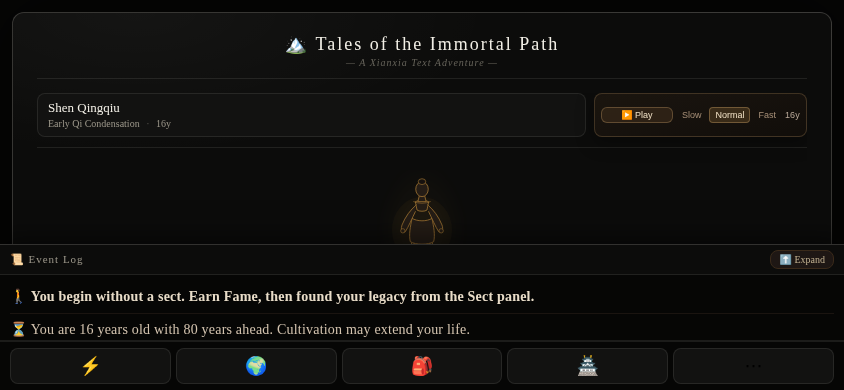 🏔️ Tales of the Immortal Path
— A Xianxia Text Adventure —
Shen Qingqiu
Early Qi Condensation · 16y
▶️ Play Slow Normal Fast 16y
📜 Event Log
⬆️ Expand
🚶 You begin without a sect. Earn Fame, then found your legacy from the Sect panel.
⏳ You are 16 years old with 80 years ahead. Cultivation may extend your life.